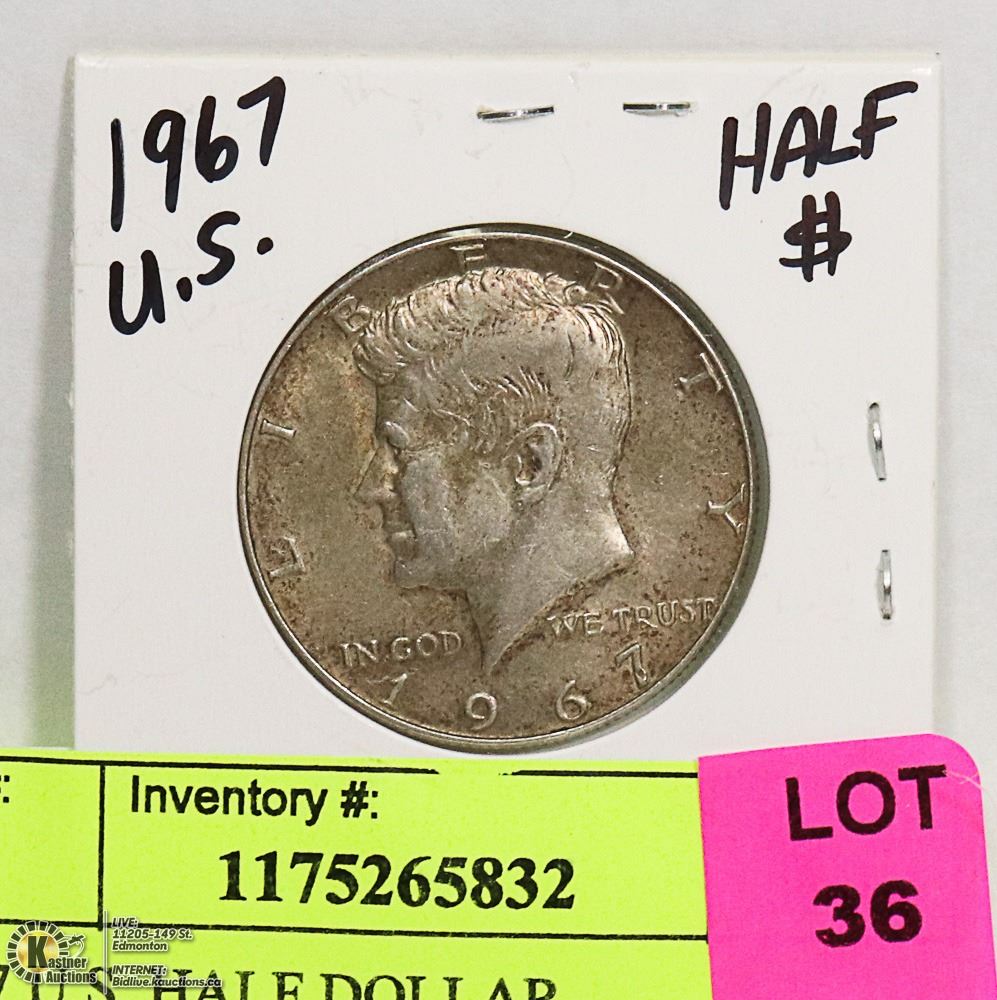 1967
U.S.
HALF
$
LIBERTY
IN GOD WE TRUST
1967
Inventory #:
1175265832
LOT
36
7 U.S. HALF DOLLAR
Kastner
Auctions
LIVE:
11205-149 St.
Edmonton
INTERNET:
Bidlive.kauctions.ca